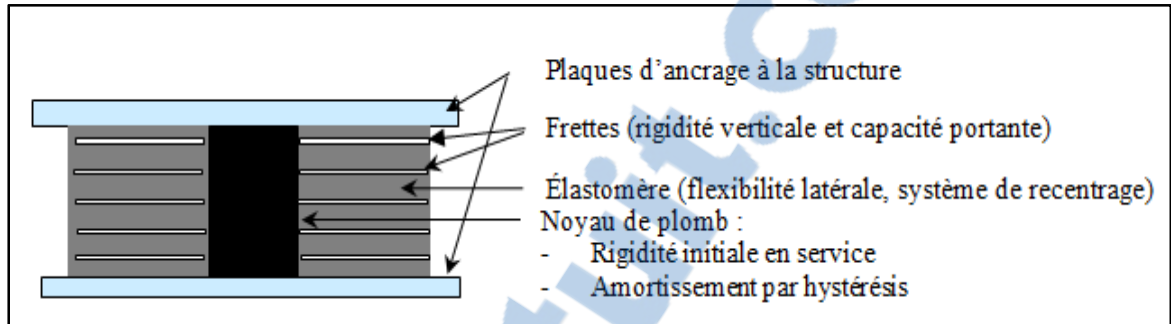 Plaques d'ancrage à la structure
Frettes (rigidité verticale et capacité portante)
Élastomère (flexibilité latérale, système de recentrage)
Noyau de plomb :
- Rigidité initiale en service
- Amortissement par hystérésis